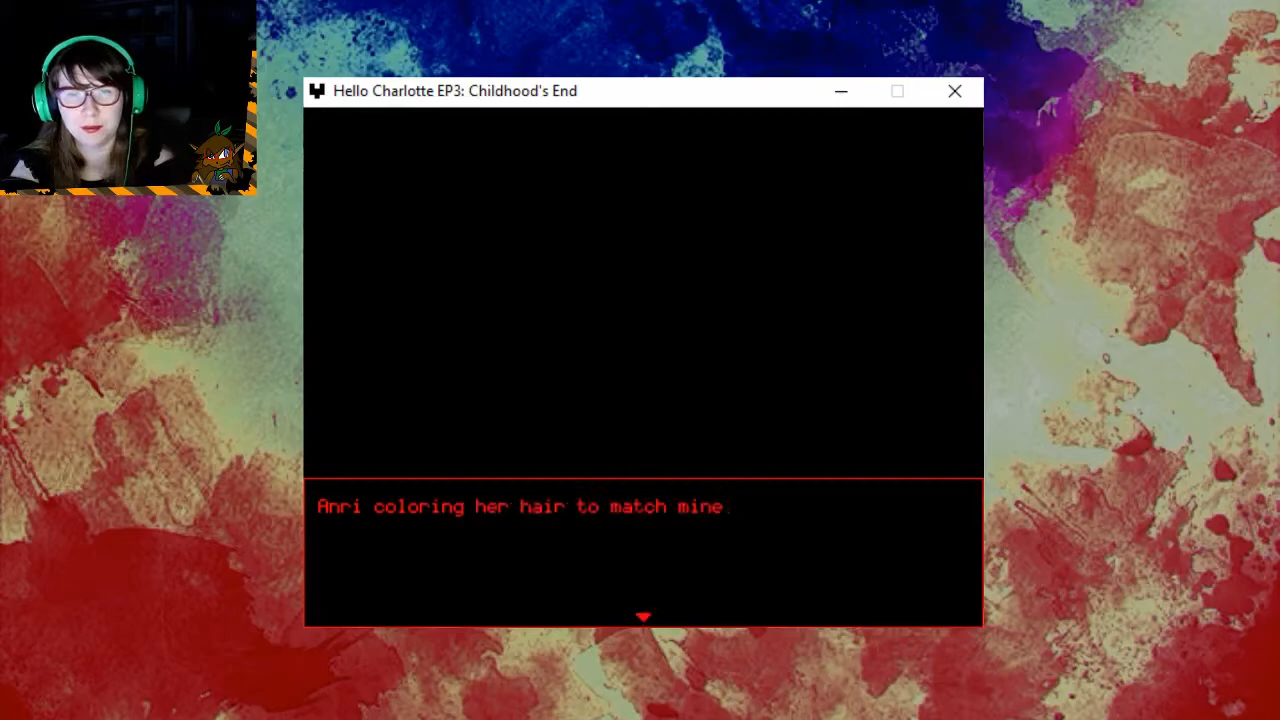 Hello Charlotte EP3: Childhood's End
Anri coloring her hair to match mine.